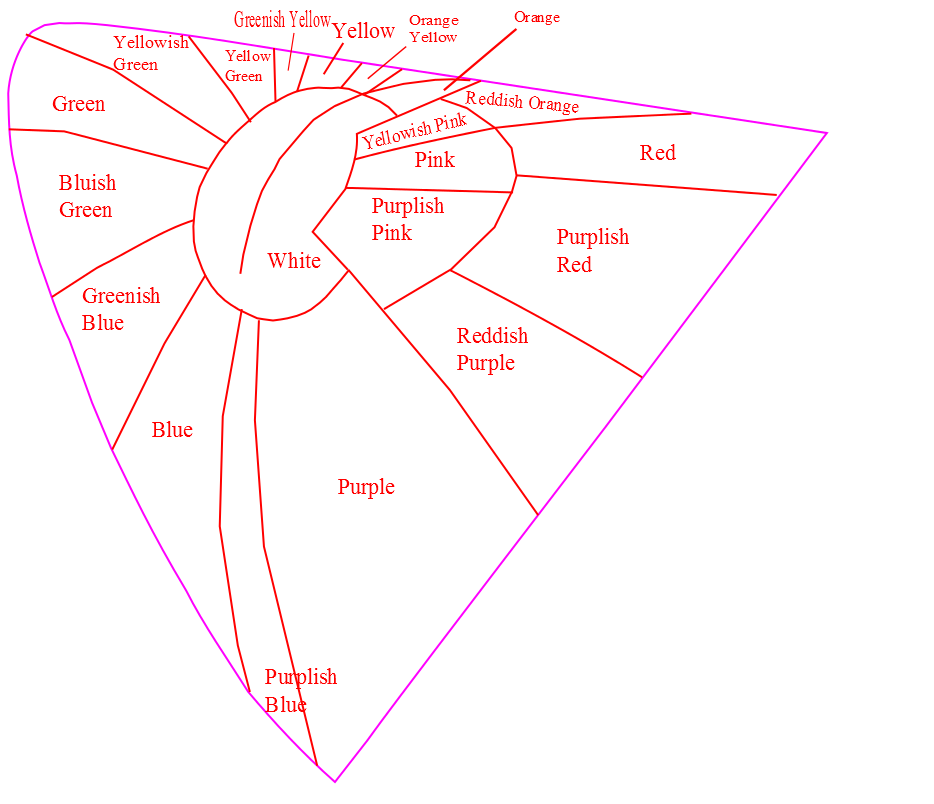 Greenish Yellow
Yellow
Orange
Yellow
Orange
Yellowish
Green
Yellow
Green
Green
Reddish Orange
Yellowish Pink
Pink
Red
Bluish
Green
Purplish
Pink
Purplish
Red
White
Greenish
Blue
Reddish
Purple
Blue
Purple
Purplish
Blue